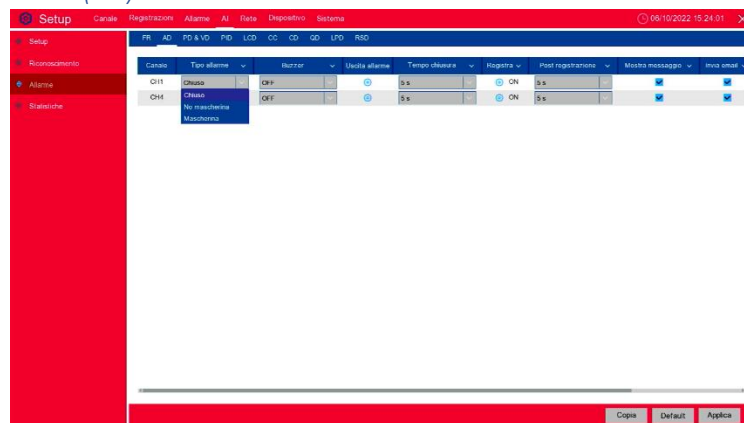 Setup Canale Registrazioni Allarme AI Rete Dispositivo Sistema 06/10/2022 15:24:01 X
Setup
Riconoscimento
Allarme
Statistiche
FR AD PD & VD PID LCD CC CD QD LPD RSD
Canale Tipo allarme Buzzer Uscita allarme Tempo chiusura Registra Post registrazione Mostra messaggio Invia email
CH1 Chiuso OFF 5 s ON 5 s
CH4 OFF 5 s ON 5 s
Chiuso
No mascherina
Mascherina
Copia Default Applica